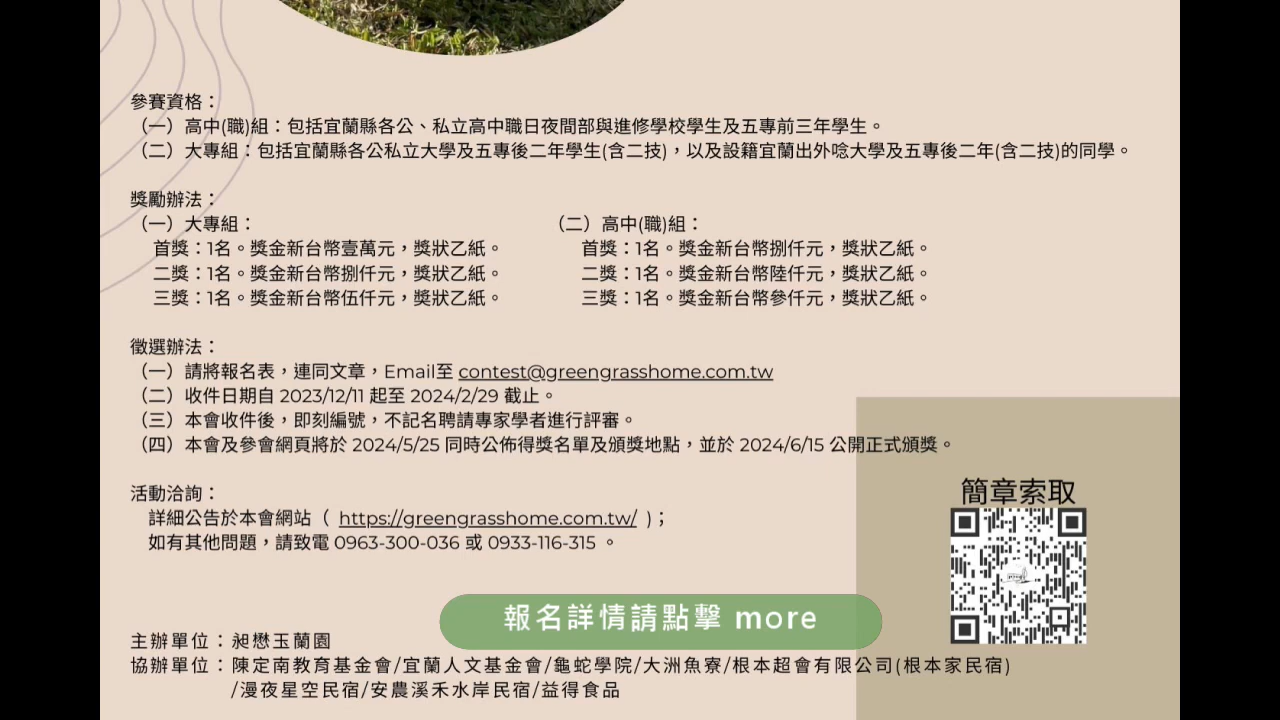 參賽資格：
（一）高中(職)組：包括宜蘭縣各公、私立高中職日夜間部與進修學校學生及五專前三年學生。
（二）大專組：包括宜蘭縣各公私立大學及五專後二年學生(含二技)，以及設籍宜蘭出外唸大學及五專後二年(含二技)的同學。
獎勵辦法：
（一）大專組：
首獎：1名。獎金新台幣壹萬元，獎狀乙紙。
二獎：1名。獎金新台幣捌仟元，獎狀乙紙。
三獎：1名。獎金新台幣伍仟元，獎狀乙紙。
（二）高中(職)組：
首獎：1名。獎金新台幣捌仟元，獎狀乙紙。
二獎：1名。獎金新台幣陸仟元，獎狀乙紙。
三獎：1名。獎金新台幣參仟元，獎狀乙紙。
徵選辦法：
（一）請將報名表，連同文章，Email至 contest@greengrasshome.com.tw
（二）收件日期自 2023/12/11 起至 2024/2/29 截止。
（三）本會收件後，即刻編號，不記名聘請專家學者進行評審。
（四）本會及參會網頁將於 2024/5/25 同時公佈得獎名單及頒獎地點，並於 2024/6/15 公開正式頒獎。
活動洽詢：
詳細公告於本會網站（ https://greengrasshome.com.tw/ )；
如有其他問題，請致電 0963-300-036 或 0933-116-315 。
簡章索取
報名詳情請點擊 more
主辦單位：昶懋玉蘭園
協辦單位：陳定南教育基金會/宜蘭人文基金會/龜蛇學院/大洲魚寮/根本超會有限公司(根本家民宿)
/漫夜星空民宿/安農溪禾水岸民宿/益得食品